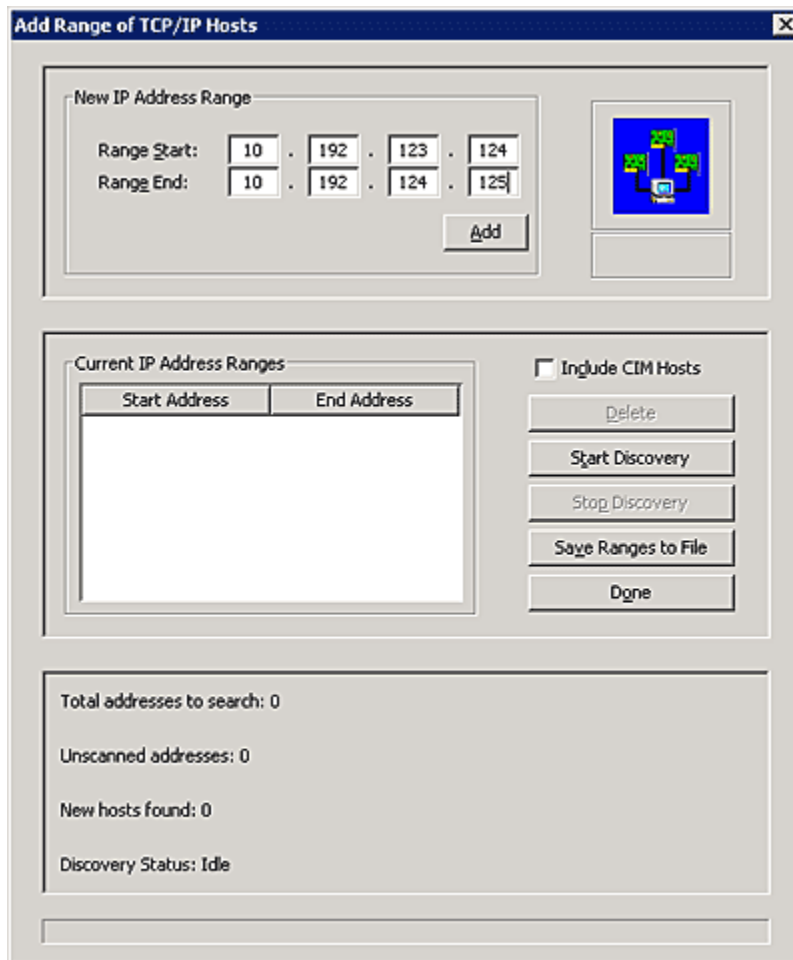 Add Range of TCP/IP Hosts
New IP Address Range
Range Start: 10 . 192 . 123 . 124
Range End: 10 . 192 . 124 . 125
Add
Current IP Address Ranges
Include CIM Hosts
Start Address End Address
Delete
Start Discovery
Stop Discovery
Save Ranges to File
Done
Total addresses to search: 0
Unscanned addresses: 0
New hosts found: 0
Discovery Status: Idle